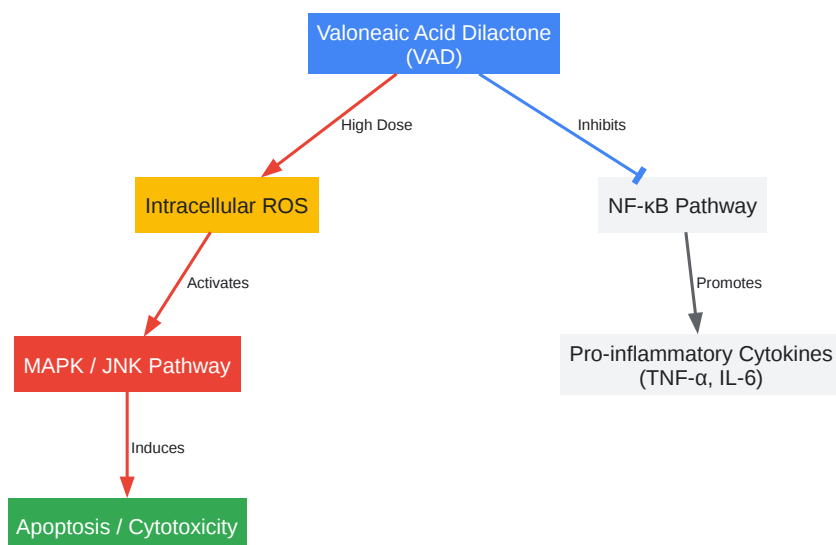 Valoneaic Acid Dilactone
(VAD)
High Dose
Inhibits
Intracellular ROS
NF-κB Pathway
Activates
Promotes
MAPK / JNK Pathway
Pro-inflammatory Cytokines
(TNF-α, IL-6)
Induces
Apoptosis / Cytotoxicity